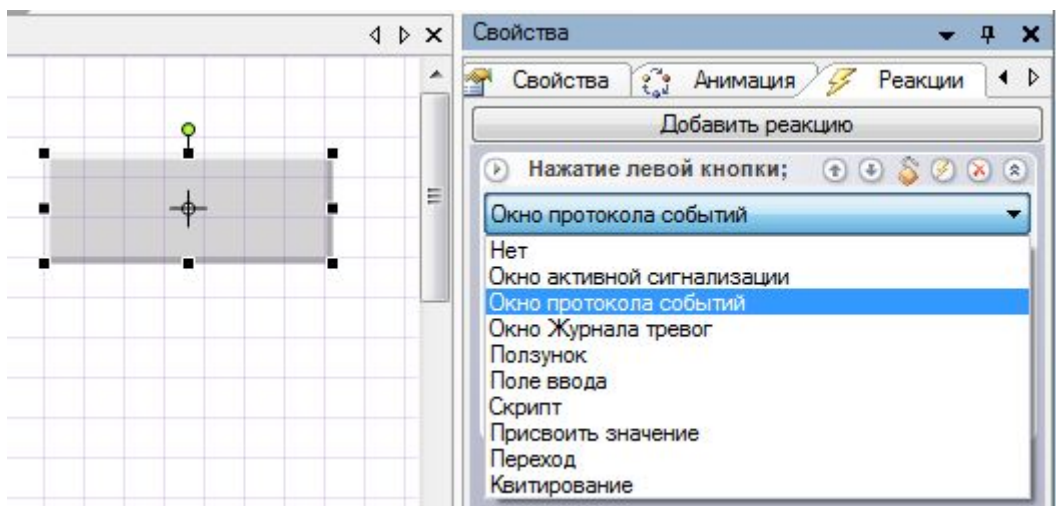 Свойства
Свойства Анимация Реакции
Добавить реакцию
Нажатие левой кнопки;
Окно протокола событий
Нет
Окно активной сигнализации
Окно протокола событий
Окно Журнала тревог
Ползунок
Поле ввода
Скрипт
Присвоить значение
Переход
Квитирование